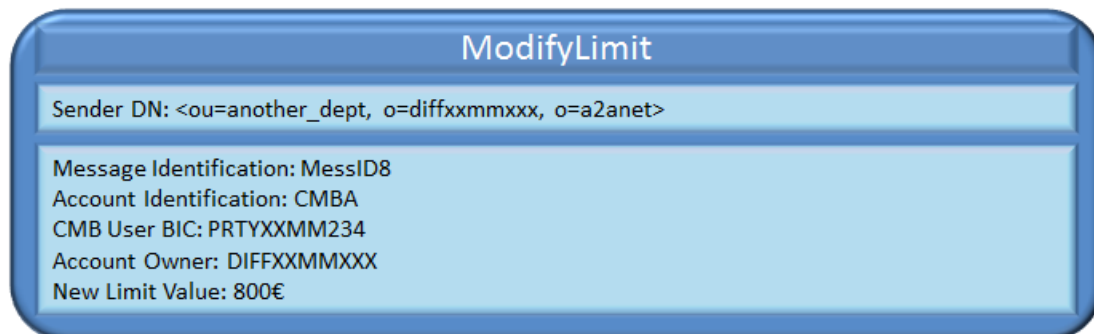 ModifyLimit
Sender DN: <ou=another_dept, o=diffxxmmxxx, o=a2anet>
Message Identification: MessID8
Account Identification: CMBA
CMB User BIC: PRTYXXMM234
Account Owner: DIFFXXMMXXX
New Limit Value: 800€